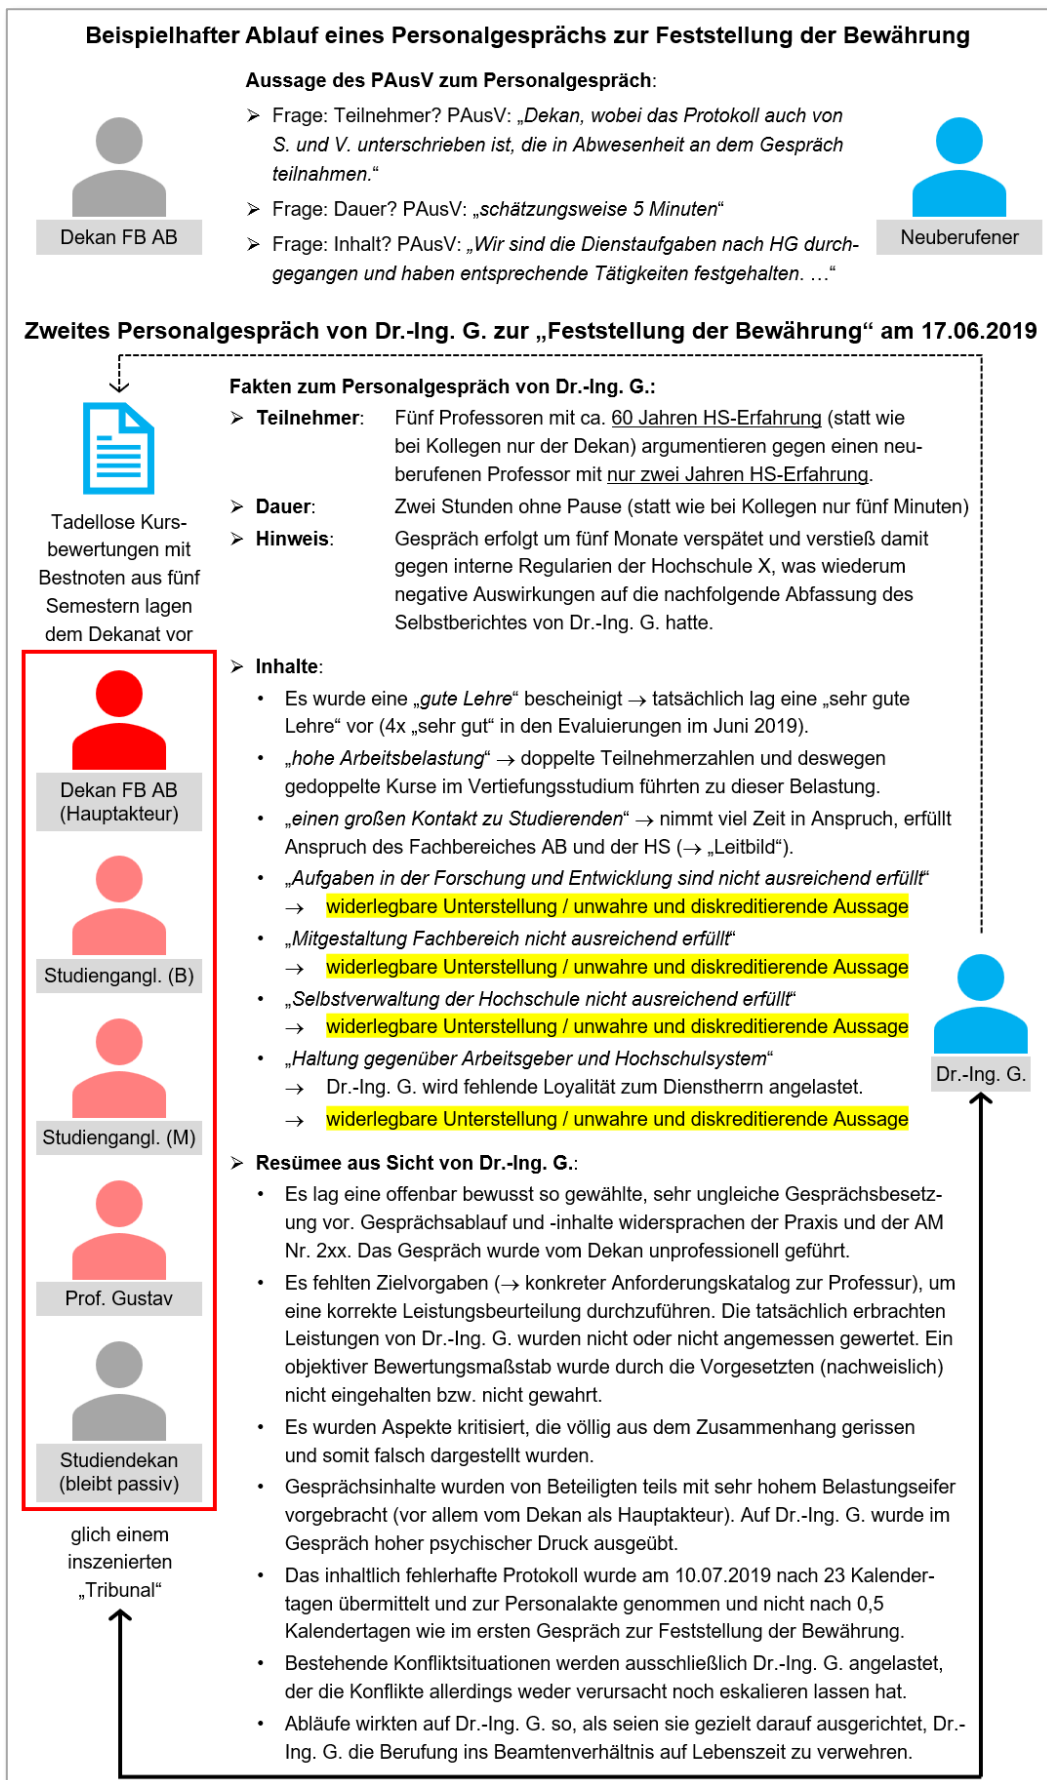 Beispielhafter Ablauf eines Personalgesprächs zur Feststellung der Bewährung
Aussage des PAusV zum Personalgespräch:
➢ Frage: Teilnehmer? PAusV: „Dekan, wobei das Protokoll auch von
S. und V. unterschrieben ist, die in Abwesenheit an dem Gespräch
teilnahmen.“
➢ Frage: Dauer? PAusV: „schätzungsweise 5 Minuten“
➢ Frage: Inhalt? PAusV: „Wir sind die Dienstaufgaben nach HG durch-
gegangen und haben entsprechende Tätigkeiten festgehalten. …“
Dekan FB AB
Neuberufener
Zweites Personalgespräch von Dr.-Ing. G. zur „Feststellung der Bewährung“ am 17.06.2019
Tadellose Kurs-
bewertungen mit
Bestnoten aus fünf
Semestern lagen
dem Dekanat vor
Dekan FB AB
(Hauptakteur)
Studiengangl. (B)
Studiengangl. (M)
Prof. Gustav
Studiendekan
(bleibt passiv)
glich einem
inszenierten
„Tribunal“
Fakten zum Personalgespräch von Dr.-Ing. G.:
➢ Teilnehmer: Fünf Professoren mit ca. 60 Jahren HS-Erfahrung (statt wie
bei Kollegen nur der Dekan) argumentieren gegen einen neu-
berufenen Professor mit nur zwei Jahren HS-Erfahrung.
➢ Dauer: Zwei Stunden ohne Pause (statt wie bei Kollegen nur fünf Minuten)
➢ Hinweis: Gespräch erfolgt um fünf Monate verspätet und verstieß damit
gegen interne Regularien der Hochschule X, was wiederum
negative Auswirkungen auf die nachfolgende Abfassung des
Selbstberichtes von Dr.-Ing. G. hatte.
➢ Inhalte:
• Es wurde eine „gute Lehre“ bescheinigt → tatsächlich lag eine „sehr gute
Lehre“ vor (4x „sehr gut“ in den Evaluierungen im Juni 2019).
• „hohe Arbeitsbelastung“ → doppelte Teilnehmerzahlen und deswegen
gedoppelte Kurse im Vertiefungsstudium führten zu dieser Belastung.
• „einen großen Kontakt zu Studierenden“ → nimmt viel Zeit in Anspruch, erfüllt
Anspruch des Fachbereiches AB und der HS (→ „Leitbild“).
• „Aufgaben in der Forschung und Entwicklung sind nicht ausreichend erfüllt“
→ widerlegbare Unterstellung / unwahre und diskreditierende Aussage
• „Mitgestaltung Fachbereich nicht ausreichend erfüllt“
→ widerlegbare Unterstellung / unwahre und diskreditierende Aussage
• „Selbstverwaltung der Hochschule nicht ausreichend erfüllt“
→ widerlegbare Unterstellung / unwahre und diskreditierende Aussage
• „Haltung gegenüber Arbeitsgeber und Hochschulsystem“
→ Dr.-Ing. G. wird fehlende Loyalität zum Dienstherrn angelastet.
→ widerlegbare Unterstellung / unwahre und diskreditierende Aussage
Dr.-Ing. G.
➢ Resümee aus Sicht von Dr.-Ing. G.:
• Es lag eine offenbar bewusst so gewählte, sehr ungleiche Gesprächsbesetz-
ung vor. Gesprächsablauf und -inhalte widersprachen der Praxis und der AM
Nr. 2xx. Das Gespräch wurde vom Dekan unprofessionell geführt.
• Es fehlten Zielvorgaben (→ konkreter Anforderungskatalog zur Professur), um
eine korrekte Leistungsbeurteilung durchzuführen. Die tatsächlich erbrachten
Leistungen von Dr.-Ing. G. wurden nicht oder nicht angemessen gewertet. Ein
objektiver Bewertungsmaßstab wurde durch die Vorgesetzten (nachweislich)
nicht eingehalten bzw. nicht gewahrt.
• Es wurden Aspekte kritisiert, die völlig aus dem Zusammenhang gerissen
und somit falsch dargestellt wurden.
• Gesprächsinhalte wurden von Beteiligten teils mit sehr hohem Belastungseifer
vorgebracht (vor allem vom Dekan als Hauptakteur). Auf Dr.-Ing. G. wurde im
Gespräch hoher psychischer Druck ausgeübt.
• Das inhaltlich fehlerhafte Protokoll wurde am 10.07.2019 nach 23 Kalender-
tagen übermittelt und zur Personalakte genommen und nicht nach 0,5
Kalendertagen wie im ersten Gespräch zur Feststellung der Bewährung.
• Bestehende Konfliktsituationen werden ausschließlich Dr.-Ing. G. angelastet,
der die Konflikte allerdings weder verursacht noch eskalieren lassen hat.
• Abläufe wirkten auf Dr.-Ing. G. so, als seien sie gezielt darauf ausgerichtet, Dr.-
Ing. G. die Berufung ins Beamtenverhältnis auf Lebenszeit zu verwehren.